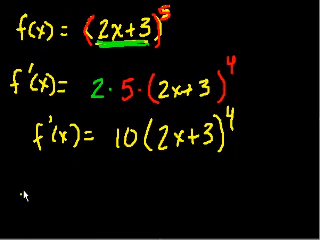 f(x) = (2x+3)⁵
f'(x) = 2 · 5 · (2x+3)⁴
f'(x) = 10(2x+3)⁴